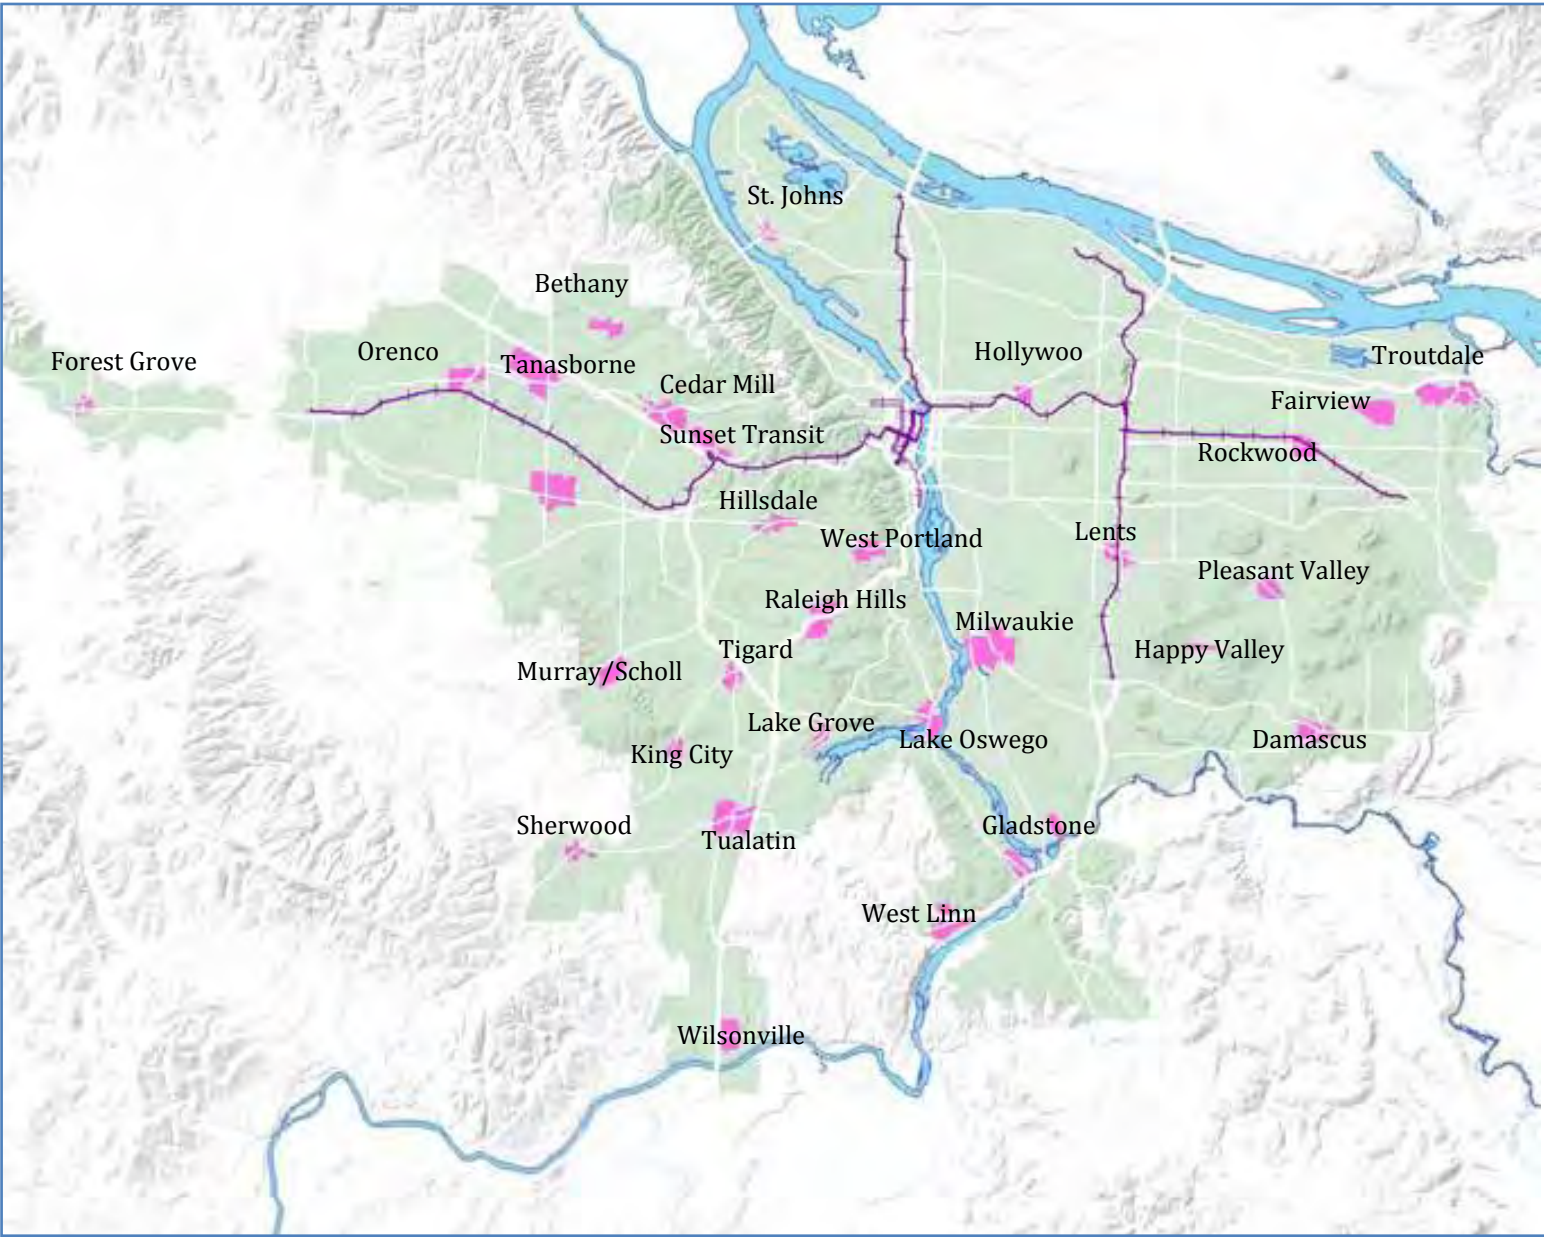 St. Johns
Bethany
Forest Grove
Orenco
Tanasborne
Hollywoo
Troutdale
Cedar Mill
Fairview
Sunset Transit
Rockwood
Hillsdale
West Portland
Lents
Pleasant Valley
Raleigh Hills
Milwaukie
Tigard
Happy Valley
Murray/Scholl
Lake Grove
Lake Oswego
Damascus
King City
Sherwood
Gladstone
Tualatin
West Linn
Wilsonville